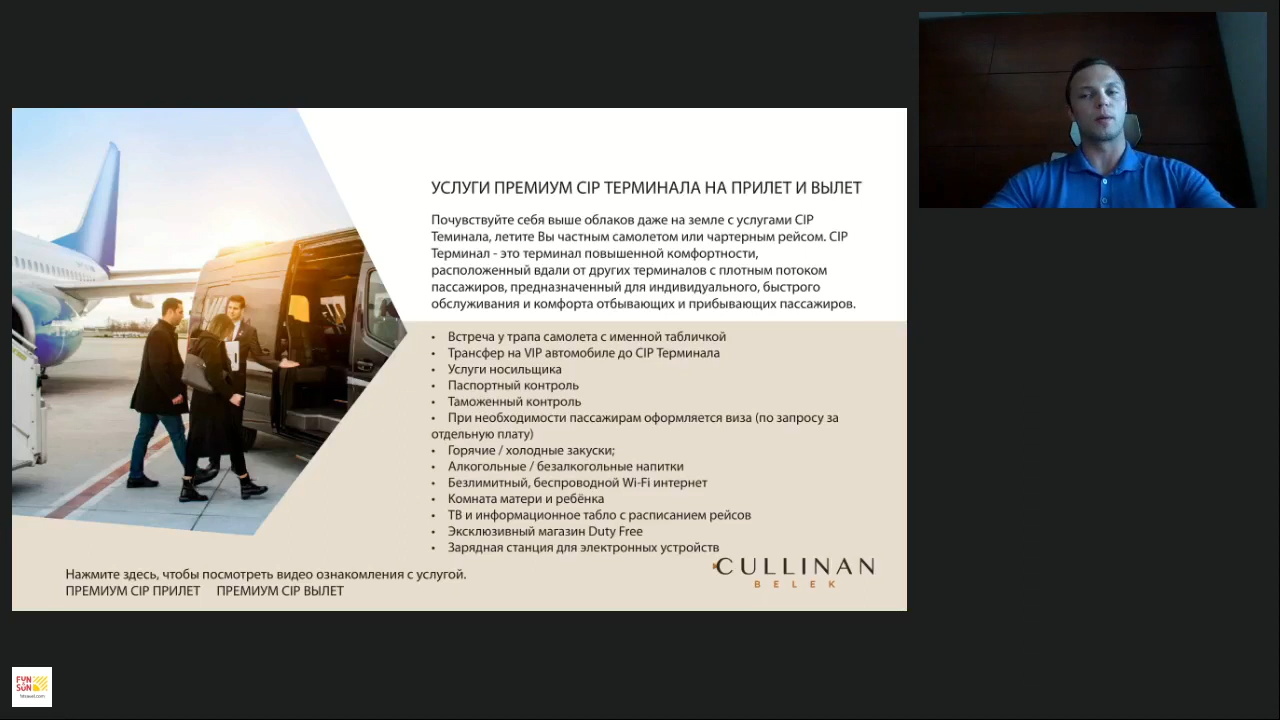 УСЛУГИ ПРЕМИУМ CIP ТЕРМИНАЛА НА ПРИЛЕТ И ВЫЛЕТ
Почувствуйте себя выше облаков даже на земле с услугами CIP
Теминала, летите Вы частным самолетом или чартерным рейсом. CIP
Терминал - это терминал повышенной комфортности,
расположенный вдали от других терминалов с плотным потоком
пассажиров, предназначенный для индивидуального, быстрого
обслуживания и комфорта отбывающих и прибывающих пассажиров.
• Встреча у трапа самолета с именной табличкой
• Трансфер на VIP автомобиле до CIP Терминала
• Услуги носильщика
• Паспортный контроль
• Таможенный контроль
• При необходимости пассажирам оформляется виза (по запросу за
отдельную плату)
• Горячие / холодные закуски;
• Алкогольные / безалкогольные напитки
• Безлимитный, беспроводной Wi-Fi интернет
• Комната матери и ребёнка
• ТВ и информационное табло с расписанием рейсов
• Эксклюзивный магазин Duty Free
• Зарядная станция для электронных устройств
CULLINAN
BELEK
Нажмите здесь, чтобы посмотреть видео ознакомления с услугой.
ПРЕМИУМ CIP ПРИЛЕТ ПРЕМИУМ CIP ВЫЛЕТ
FUN
&SUN